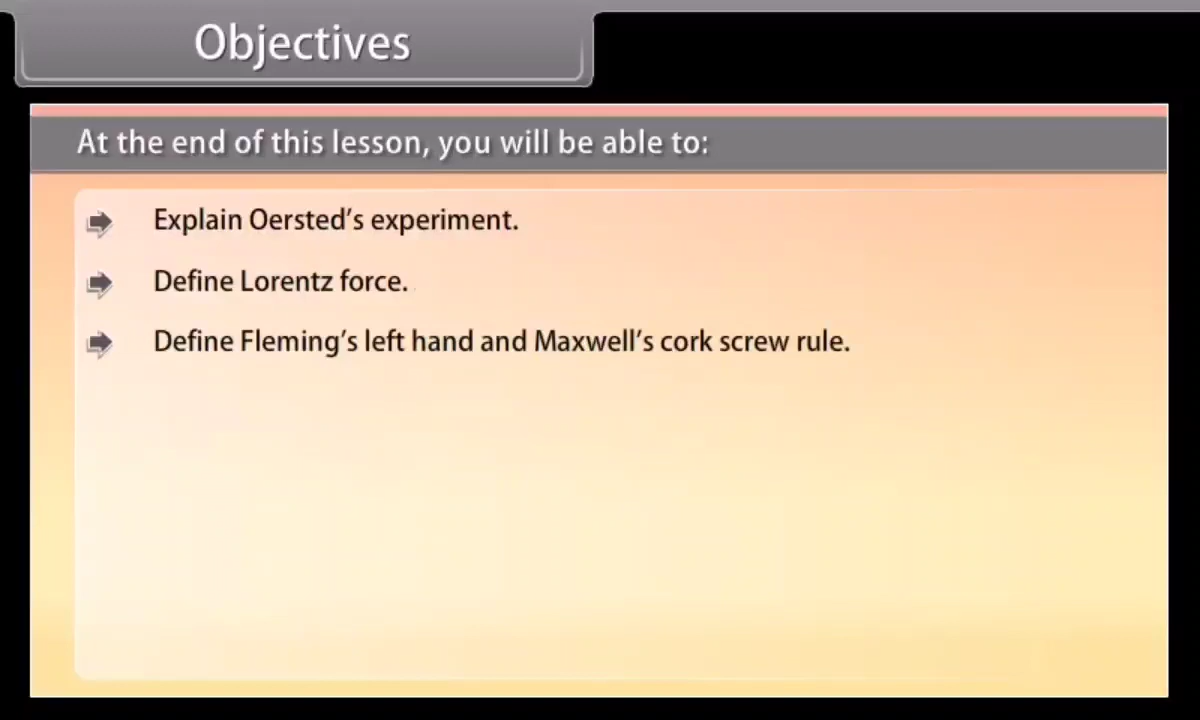 Objectives
At the end of this lesson, you will be able to:
Explain Oersted’s experiment.
Define Lorentz force.
Define Fleming’s left hand and Maxwell’s cork screw rule.